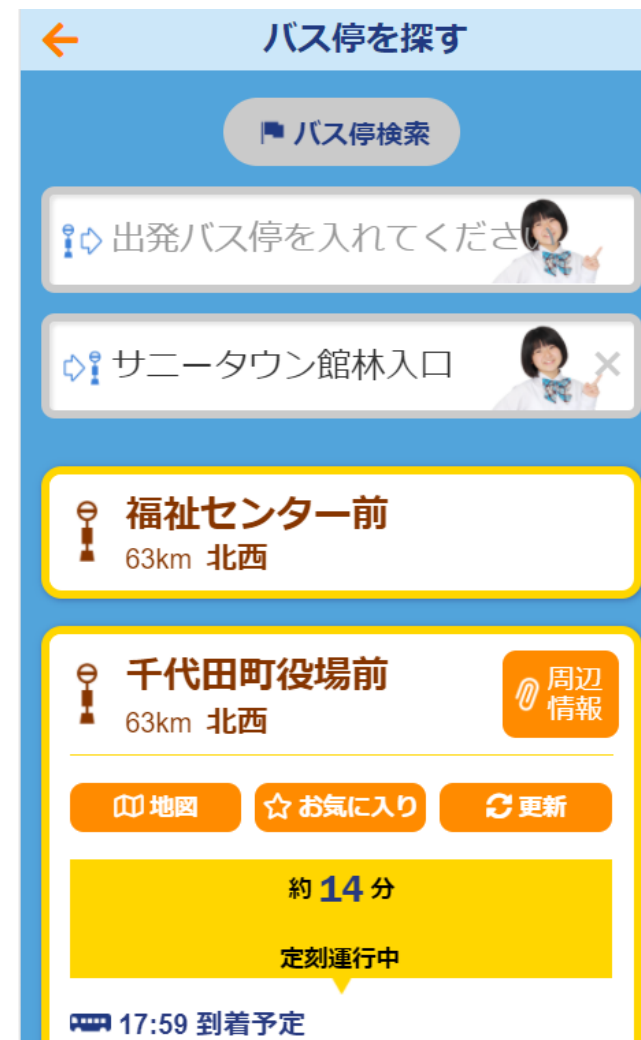 バス停を探す
バス停検索
出発バス停を入れてくださ
サニータウン館林入口
福祉センター前
63km 北西
千代田町役場前
63km 北西
周辺
情報
地図
お気に入り
更新
約 14 分
定刻運行中
17:59 到着予定